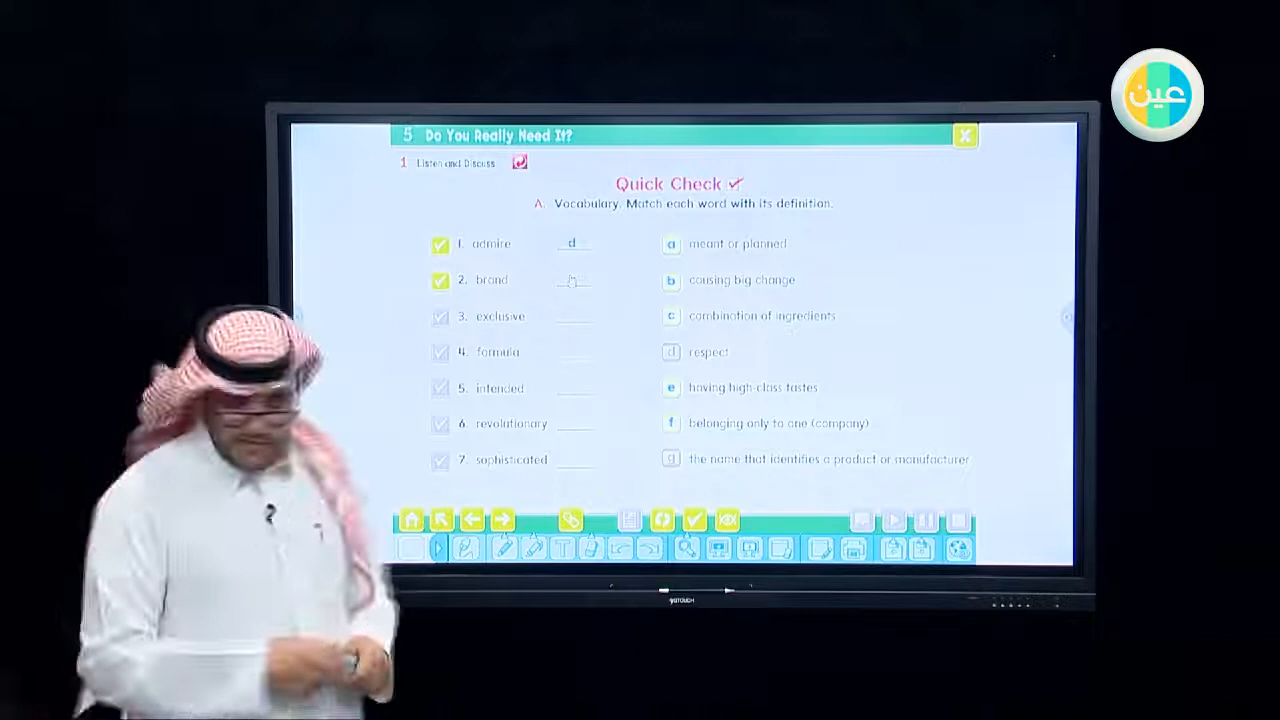 عين
5 Do You Really Need It?
X
1 Listen and Discuss
Quick Check ✓
A. Vocabulary. Match each word with its definition.
1. admire d a meant or planned
2. brand b causing big change
3. exclusive c combination of ingredients
4. formula d respect
5. intended e having high-class tastes
6. revolutionary f belonging only to one (company)
7. sophisticated g the name that identifies a product or manufacturer
T